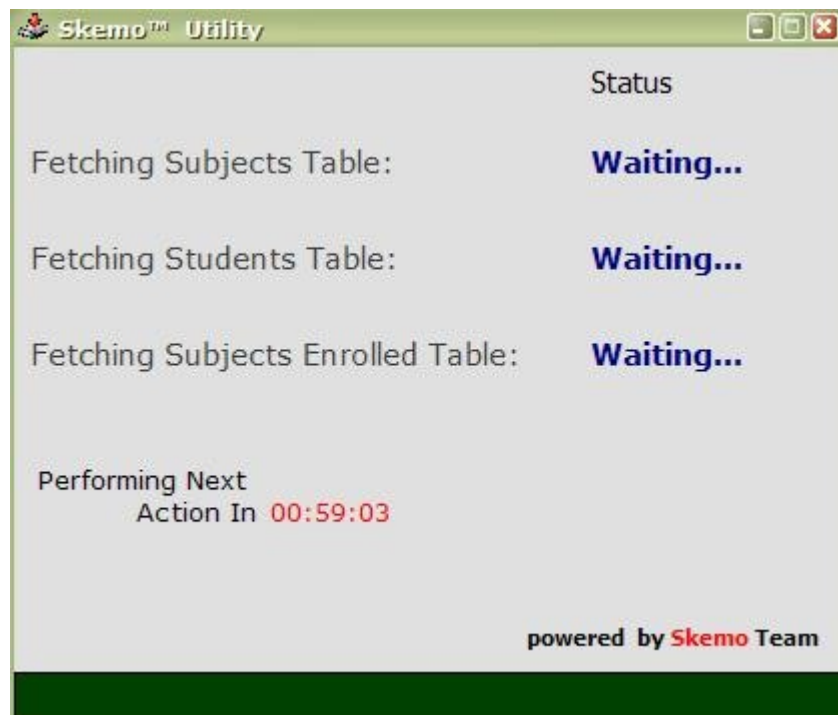 Skemo™ Utility
Status
Fetching Subjects Table: Waiting...
Fetching Students Table: Waiting...
Fetching Subjects Enrolled Table: Waiting...
Performing Next
Action In 00:59:03
powered by Skemo Team